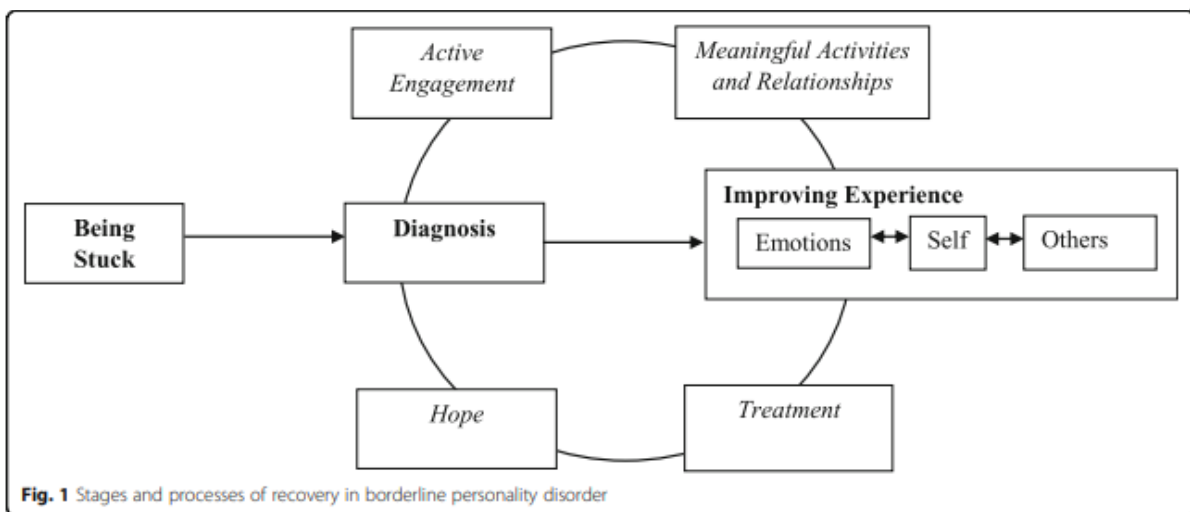 Active
Engagement
Meaningful Activities
and Relationships
Being
Stuck
Diagnosis
Improving Experience
Emotions
Self
Others
Hope
Treatment
Fig. 1 Stages and processes of recovery in borderline personality disorder